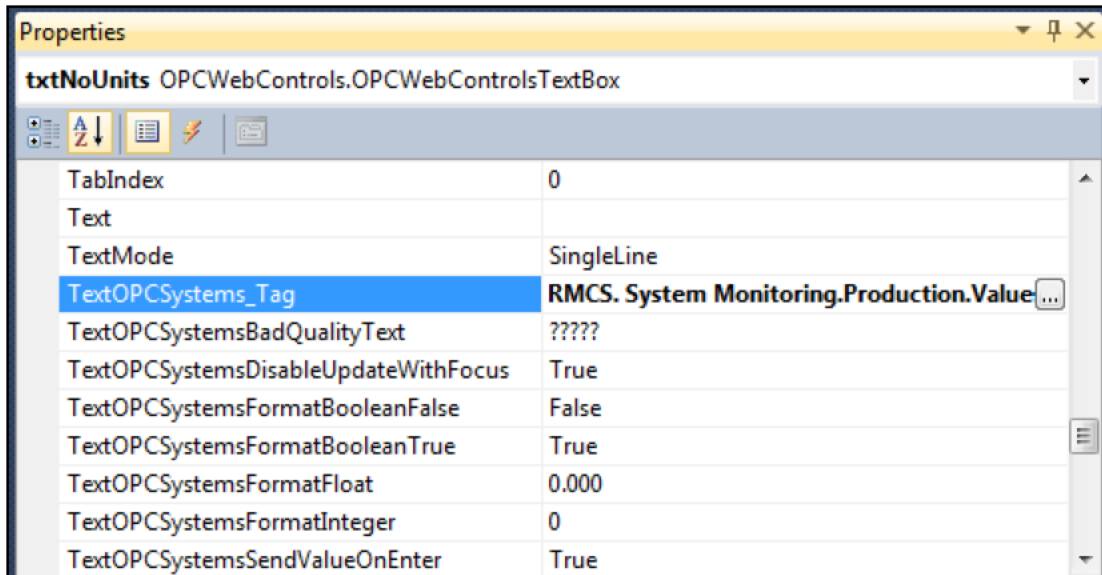 Properties
txtNoUnits OPCWebControls.OPCWebControlsTextBox
A Z
TabIndex 0
Text
TextMode SingleLine
TextOPCSystems_Tag RMCS. System Monitoring.Production.Value ...
TextOPCSystemsBadQualityText ?????
TextOPCSystemsDisableUpdateWithFocus True
TextOPCSystemsFormatBooleanFalse False
TextOPCSystemsFormatBooleanTrue True
TextOPCSystemsFormatFloat 0.000
TextOPCSystemsFormatInteger 0
TextOPCSystemsSendValueOnEnter True